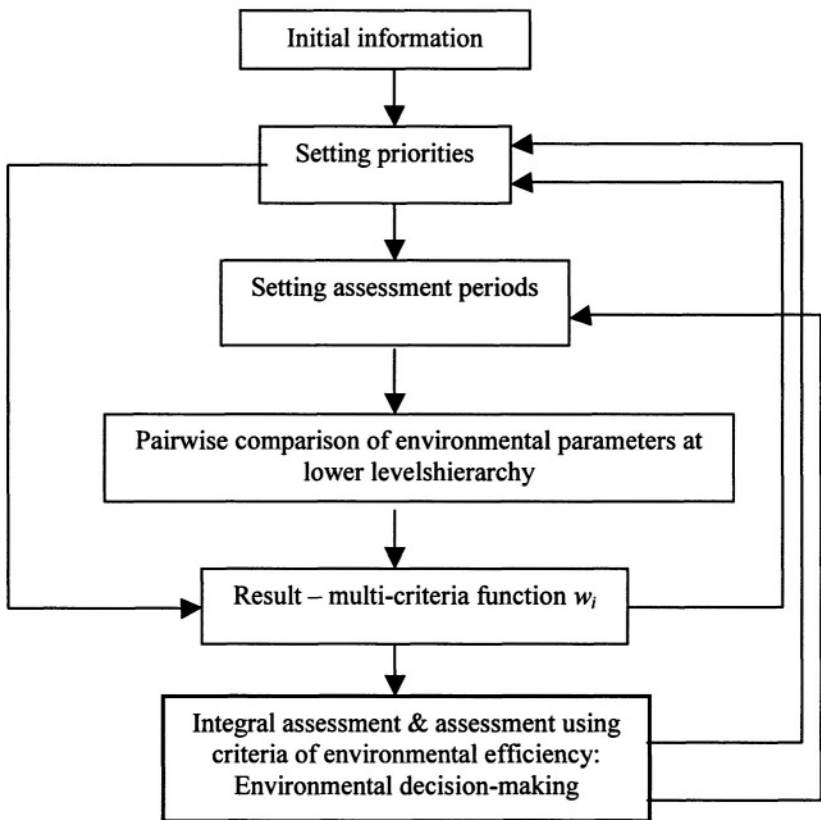 Initial information
Setting priorities
Setting assessment periods
Pairwise comparison of environmental parameters at
lower levelshierarchy
Result – multi-criteria function wi
Integral assessment & assessment using
criteria of environmental efficiency:
Environmental decision-making